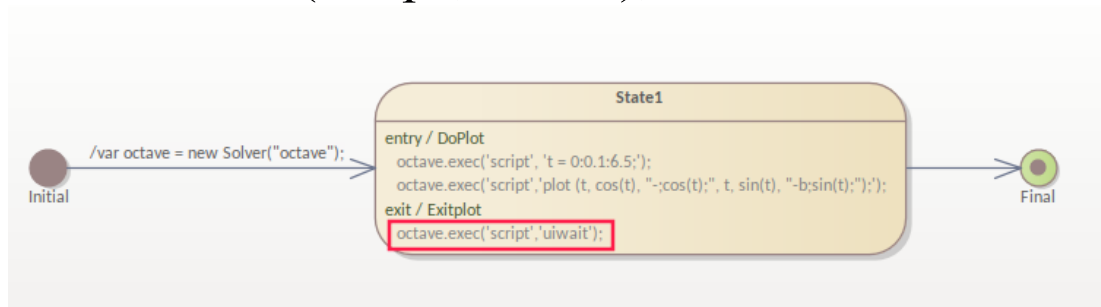 State1
entry / DoPlot
/var octave = new Solver("octave");
octave.exec('script', 't = 0:0.1:6.5;');
octave.exec('script','plot (t, cos(t), "-;cos(t);", t, sin(t), "-b;sin(t);");');
Initial
Final
exit / Exitplot
octave.exec('script','uiwait');